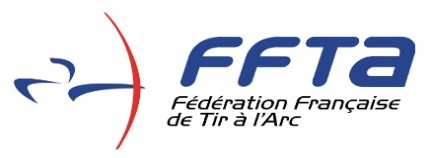 FFTa
Fédération Française
de Tir à l'Arc